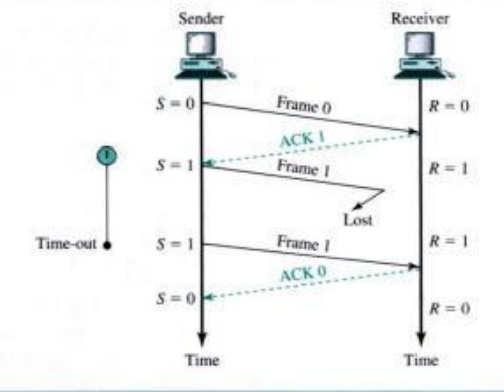 Sender Receiver
S = 0 Frame 0 R = 0
ACK 1
S = 1 Frame 1 R = 1
Lost
Time-out S = 1 Frame 1 R = 1
ACK 0
S = 0 R = 0
Time Time